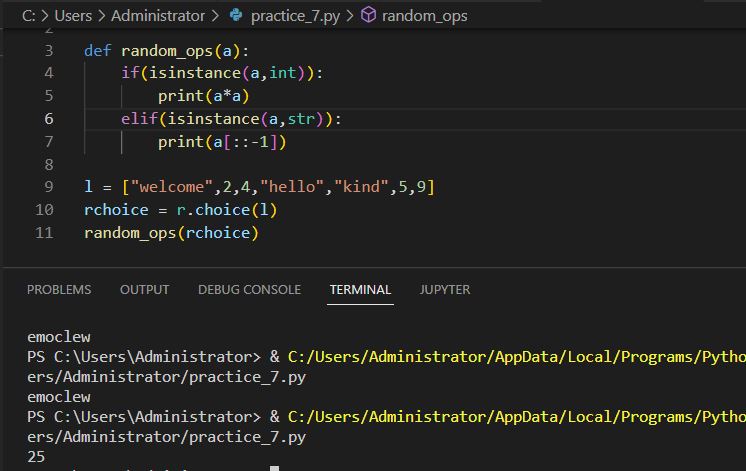 C: > Users > Administrator > practice_7.py > random_ops
2
3 def random_ops(a):
4     if(isinstance(a,int)):
5         print(a*a)
6     elif(isinstance(a,str)):
7         print(a[::-1])
8
9 l = ["welcome",2,4,"hello","kind",5,9]
10 rchoice = r.choice(l)
11 random_ops(rchoice)
PROBLEMS OUTPUT DEBUG CONSOLE TERMINAL JUPYTER
emoclew
PS C:\Users\Administrator> & C:/Users/Administrator/AppData/Local/Programs/Pytho
ers/Administrator/practice_7.py
emoclew
PS C:\Users\Administrator> & C:/Users/Administrator/AppData/Local/Programs/Pytho
ers/Administrator/practice_7.py
25